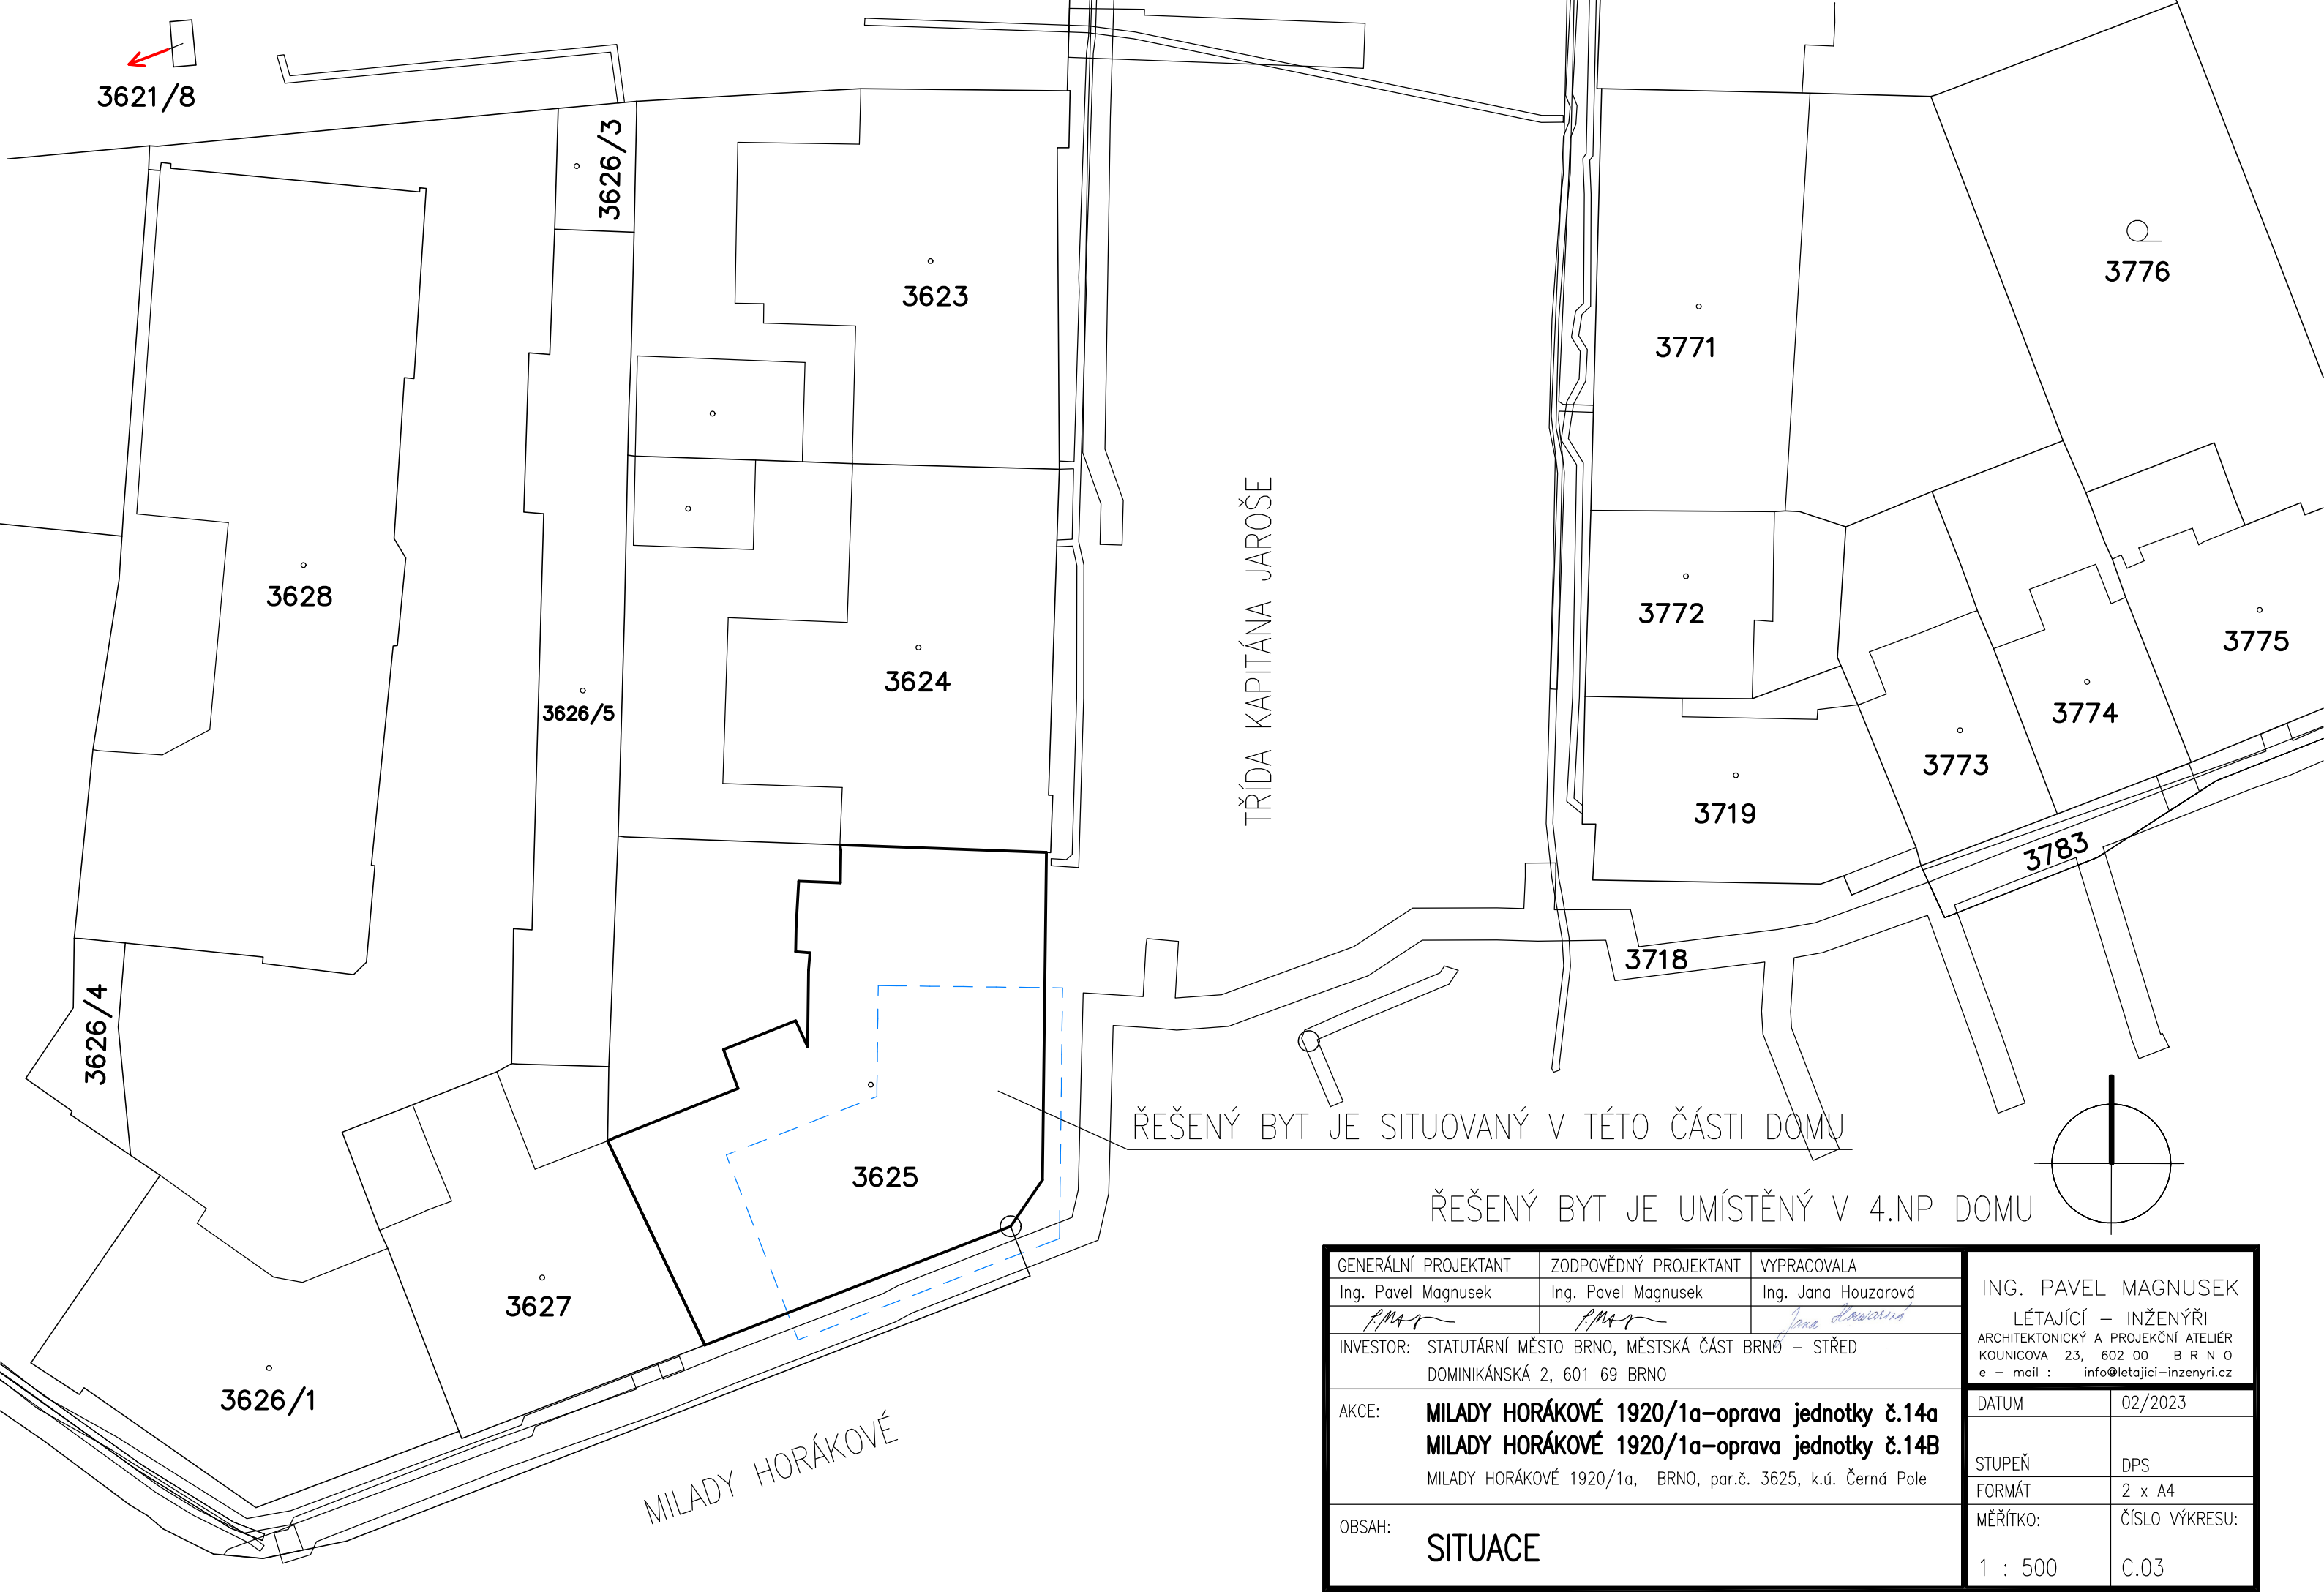 3621/8
3626/3
3623
3776
3771
3628
3772
3775
3624
3626/5
TŘÍDA KAPITÁNA JAROŠE
3774
3773
3719
3783
3718
3626/4
ŘEŠENÝ BYT JE SITUOVANÝ V TÉTO ČÁSTI DOMU
3625
ŘEŠENÝ BYT JE UMÍSTĚNÝ V 4.NP DOMU
3627
3626/1
MILADY HORÁKOVÉ
GENERÁLNÍ PROJEKTANT
ZODPOVĚDNÝ PROJEKTANT
VYPRACOVALA
Ing. Pavel Magnusek
Ing. Pavel Magnusek
Ing. Jana Houzarová
INVESTOR: STATUTÁRNÍ MĚSTO BRNO, MĚSTSKÁ ČÁST BRNO – STŘED
DOMINIKÁNSKÁ 2, 601 69 BRNO
AKCE: MILADY HORÁKOVÉ 1920/1a–oprava jednotky č.14a
MILADY HORÁKOVÉ 1920/1a–oprava jednotky č.14B
MILADY HORÁKOVÉ 1920/1a, BRNO, par.č. 3625, k.ú. Černá Pole
OBSAH: SITUACE
ING. PAVEL MAGNUSEK
LÉTAJÍCÍ – INŽENÝŘI
ARCHITEKTONICKÝ A PROJEKČNÍ ATELIÉR
KOUNICOVA 23, 602 00 B R N O
e – mail : info@letajici–inzenyri.cz
DATUM 02/2023
STUPEŇ DPS
FORMÁT 2 x A4
MĚŘÍTKO: ČÍSLO VÝKRESU:
1 : 500 C.03